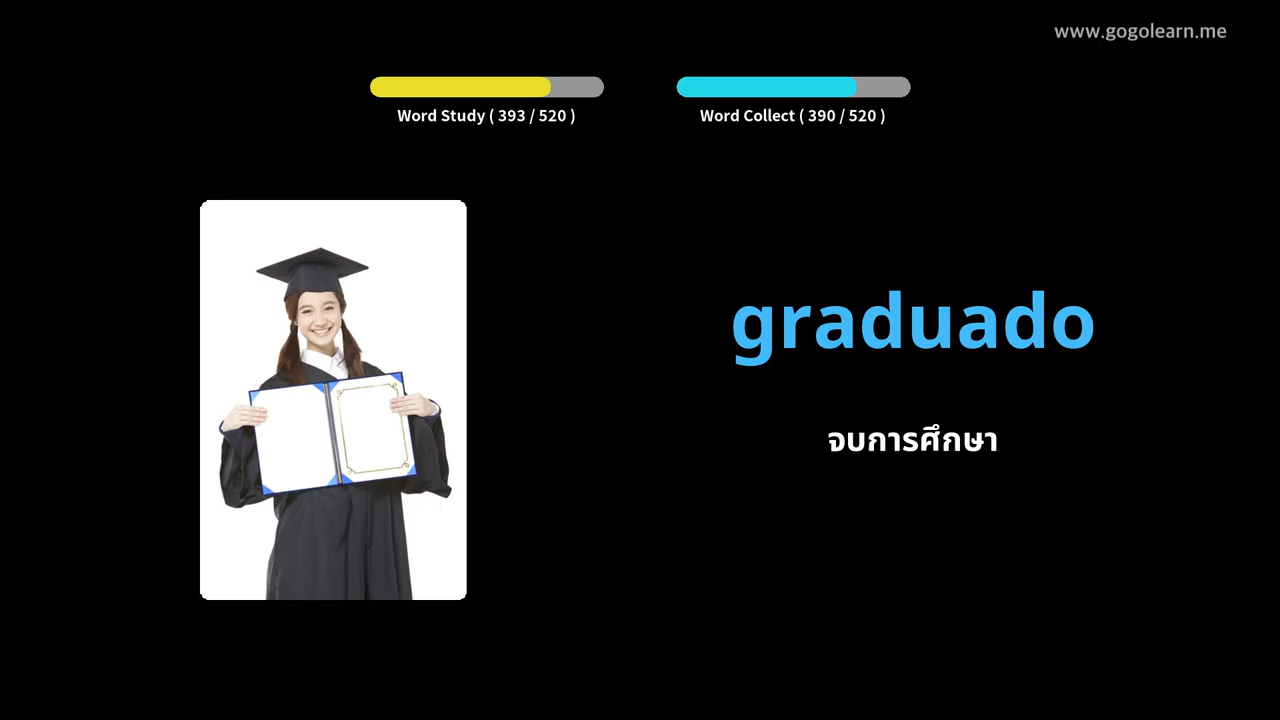 www.gogolearn.me
Word Study ( 393 / 520 )
Word Collect ( 390 / 520 )
graduado
จบการศึกษา